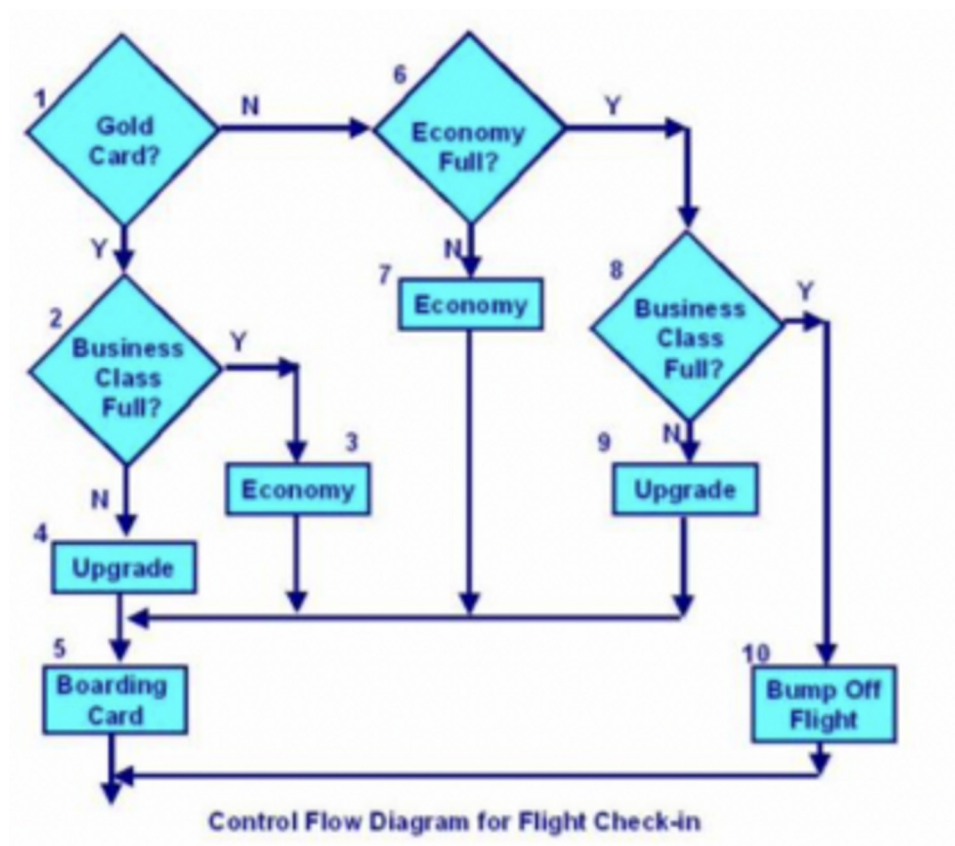 1
Gold
Card?
N
6
Economy
Full?
Y
Y
N
2
Business
Class
Full?
Y
7
Economy
8
Business
Class
Full?
Y
N
3
Economy
N
9
Upgrade
4
Upgrade
5
Boarding
Card
10
Bump Off
Flight
Control Flow Diagram for Flight Check-in